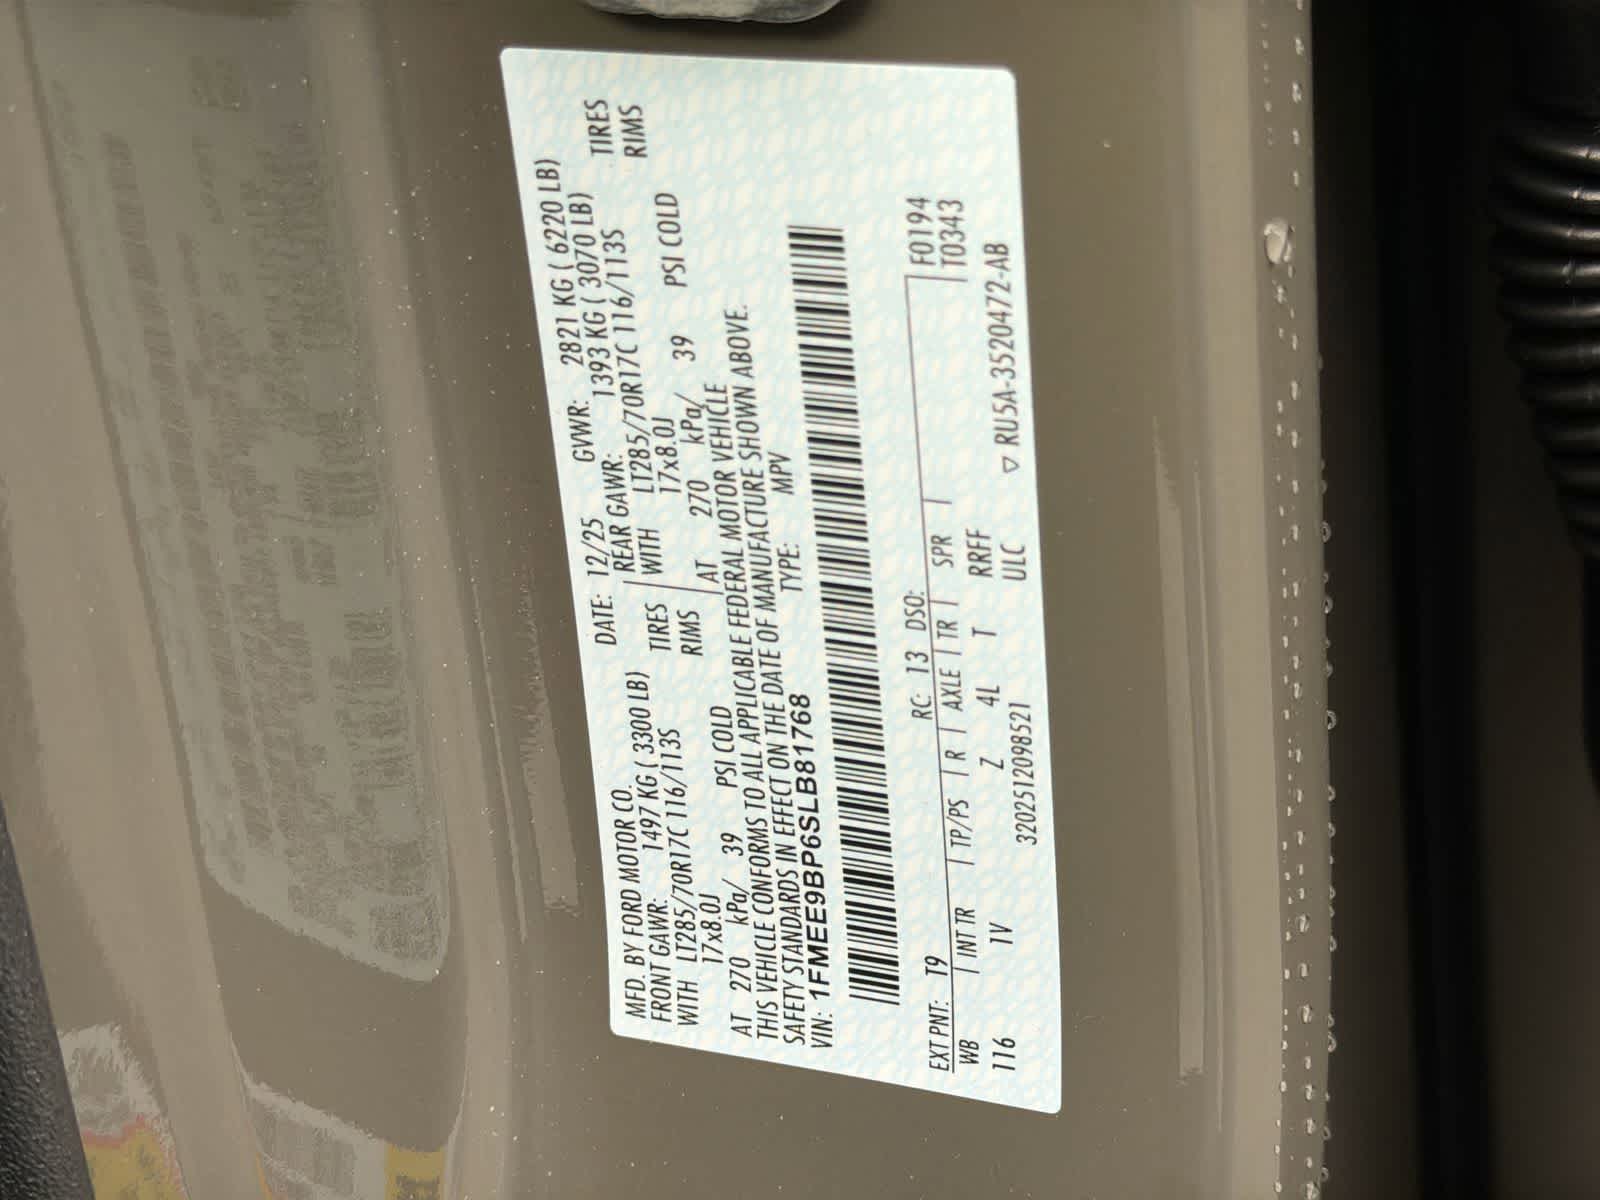 MFD. BY FORD MOTOR CO. DATE: 12/25 GVWR: 2821 KG ( 6220 LB)
FRONT GAWR: 1497 KG ( 3300 LB) REAR GAWR: 1393 KG ( 3070 LB)
WITH LT285/70R17C 116/113S TIRES WITH LT285/70R17C 116/113S TIRES
17x8.0J RIMS 17x8.0J RIMS
AT 270 kPa/ 39 PSI COLD AT 270 kPa/ 39 PSI COLD
THIS VEHICLE CONFORMS TO ALL APPLICABLE FEDERAL MOTOR VEHICLE
SAFETY STANDARDS IN EFFECT ON THE DATE OF MANUFACTURE SHOWN ABOVE.
VIN: 1FMEE9BP6SLB81768 TYPE: MPV
EXT PNT: T9 RC: 13 DSO: F0194
WB INT TR TP/PS R AXLE TR SPR T0343
116 1V Z 4L T RRFF
3202512098521 ULC ▽ RU5A-3520472-AB